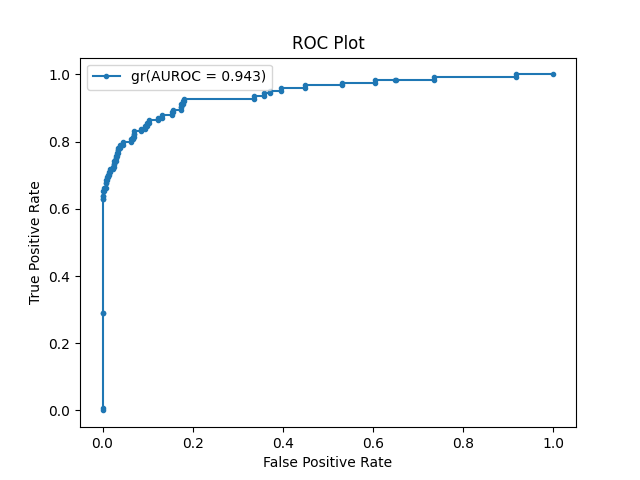 ROC Plot
gr(AUROC = 0.943)
True Positive Rate
1.0
0.8
0.6
0.4
0.2
0.0
0.0 0.2 0.4 0.6 0.8 1.0
False Positive Rate